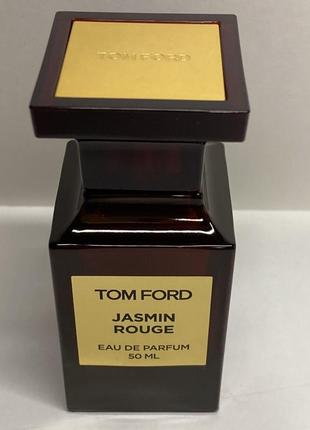 TOM FORD
TOM FORD
JASMIN
ROUGE
EAU DE PARFUM
50 ML